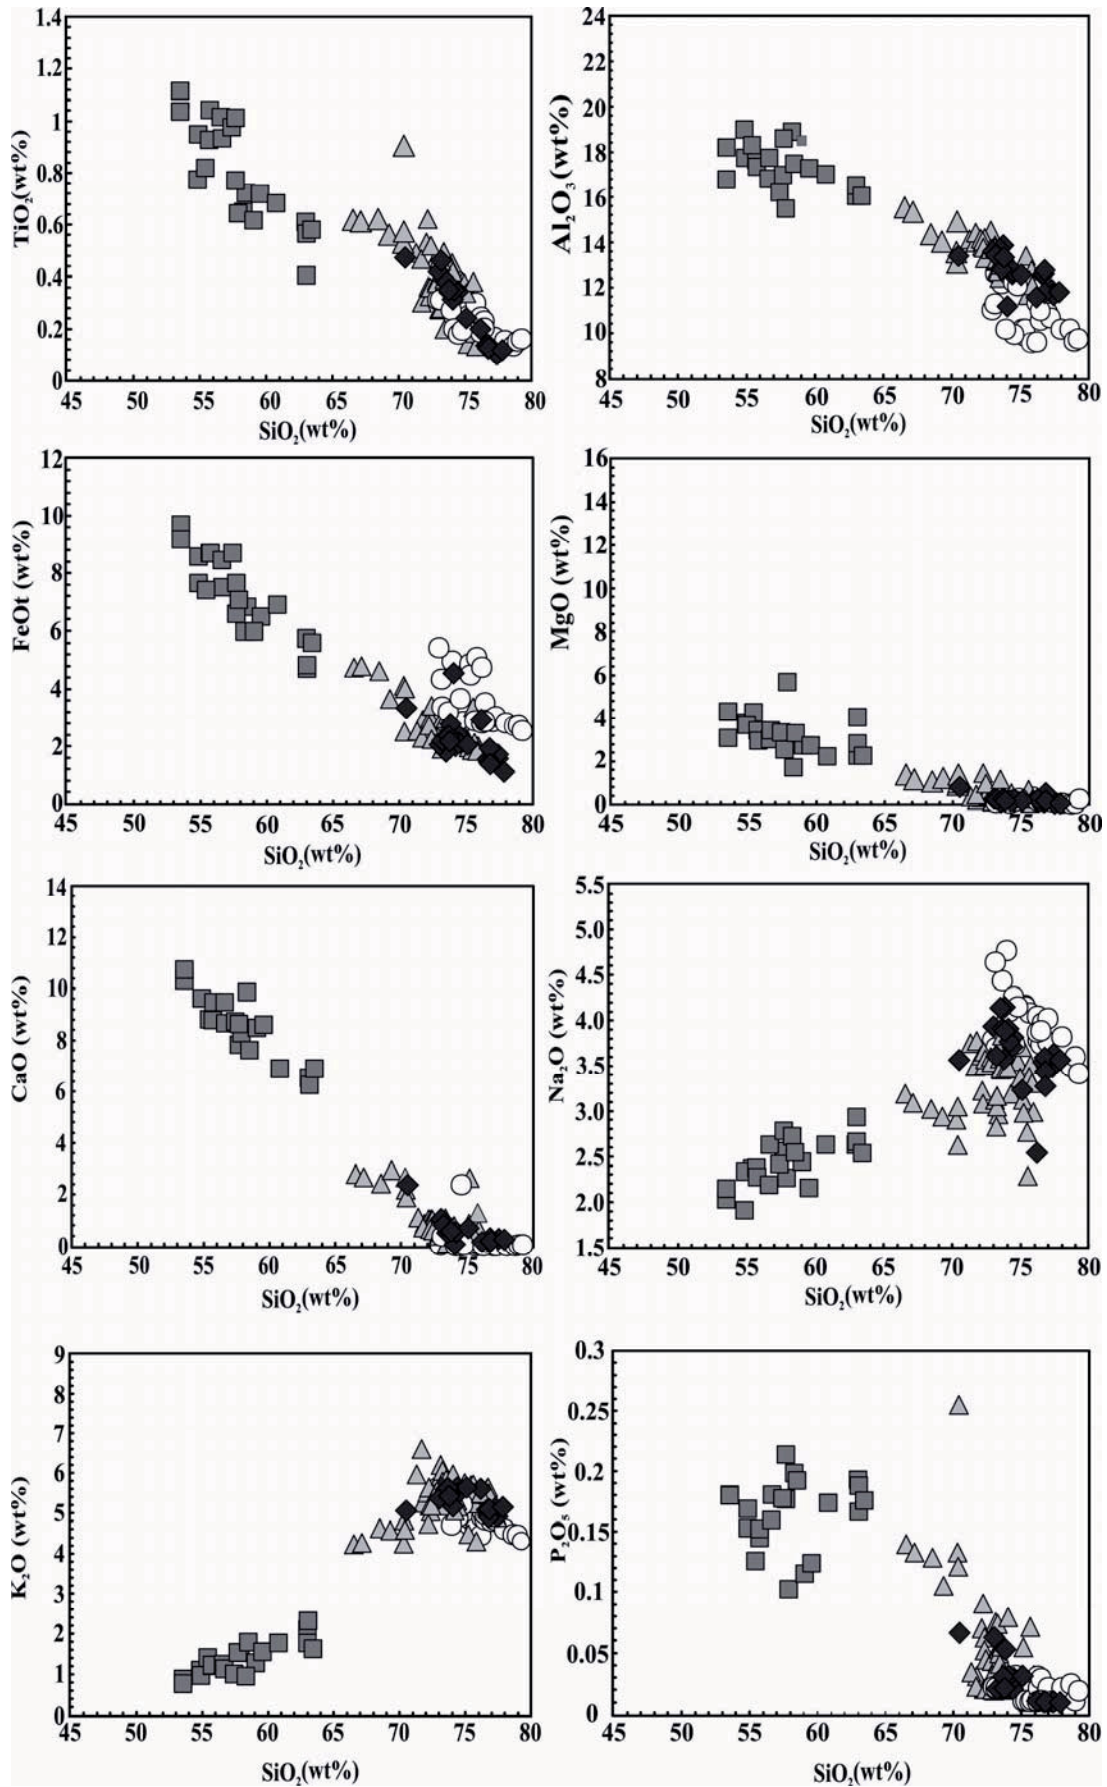 TiO₂(wt%)
1.4
1.2
1
0.8
0.6
0.4
0.2
0
45 50 55 60 65 70 75 80
SiO₂(wt%)
Al₂O₃(wt%)
24
22
20
18
16
14
12
10
8
45 50 55 60 65 70 75 80
SiO₂(wt%)
FeOt (wt%)
12
10
8
6
4
2
0
45 50 55 60 65 70 75 80
SiO₂(wt%)
MgO (wt%)
16
14
12
10
8
6
4
2
0
45 50 55 60 65 70 75 80
SiO₂(wt%)
CaO (wt%)
14
12
10
8
6
4
2
0
45 50 55 60 65 70 75 80
SiO₂(wt%)
Na₂O (wt%)
5.5
5.0
4.5
4.0
3.5
3.0
2.5
2.0
1.5
45 50 55 60 65 70 75 80
SiO₂(wt%)
K₂O (wt%)
9
8
7
6
5
4
3
2
1
0
45 50 55 60 65 70 75 80
SiO₂(wt%)
P₂O₅ (wt%)
0.3
0.25
0.2
0.15
0.1
0.05
0
45 50 55 60 65 70 75 80
SiO₂(wt%)